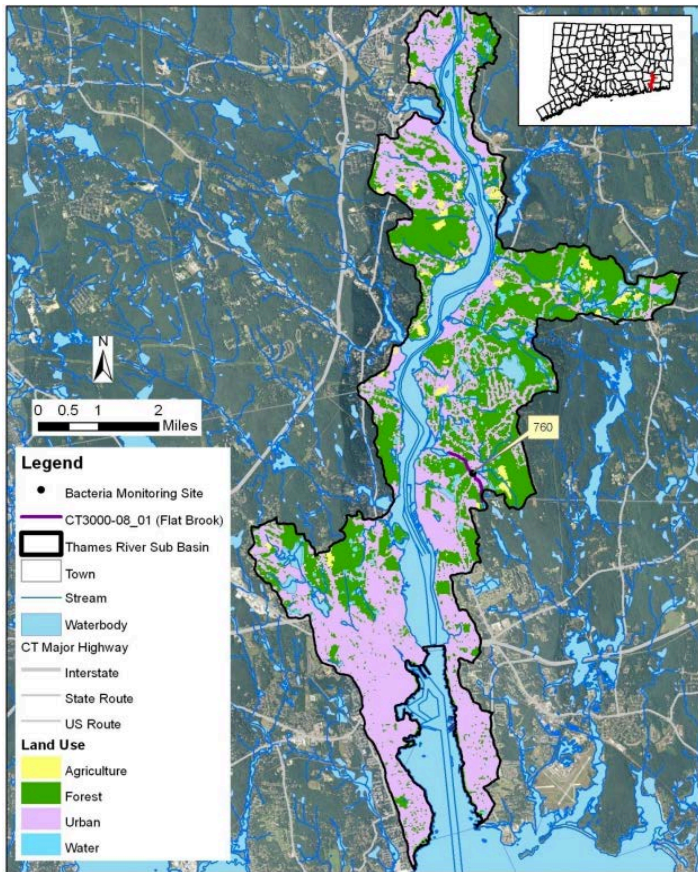 N
0 0.5 1 2
Miles
760
Legend
Bacteria Monitoring Site
CT3000-08_01 (Flat Brook)
Thames River Sub Basin
Town
Stream
Waterbody
CT Major Highway
Interstate
State Route
US Route
Land Use
Agriculture
Forest
Urban
Water